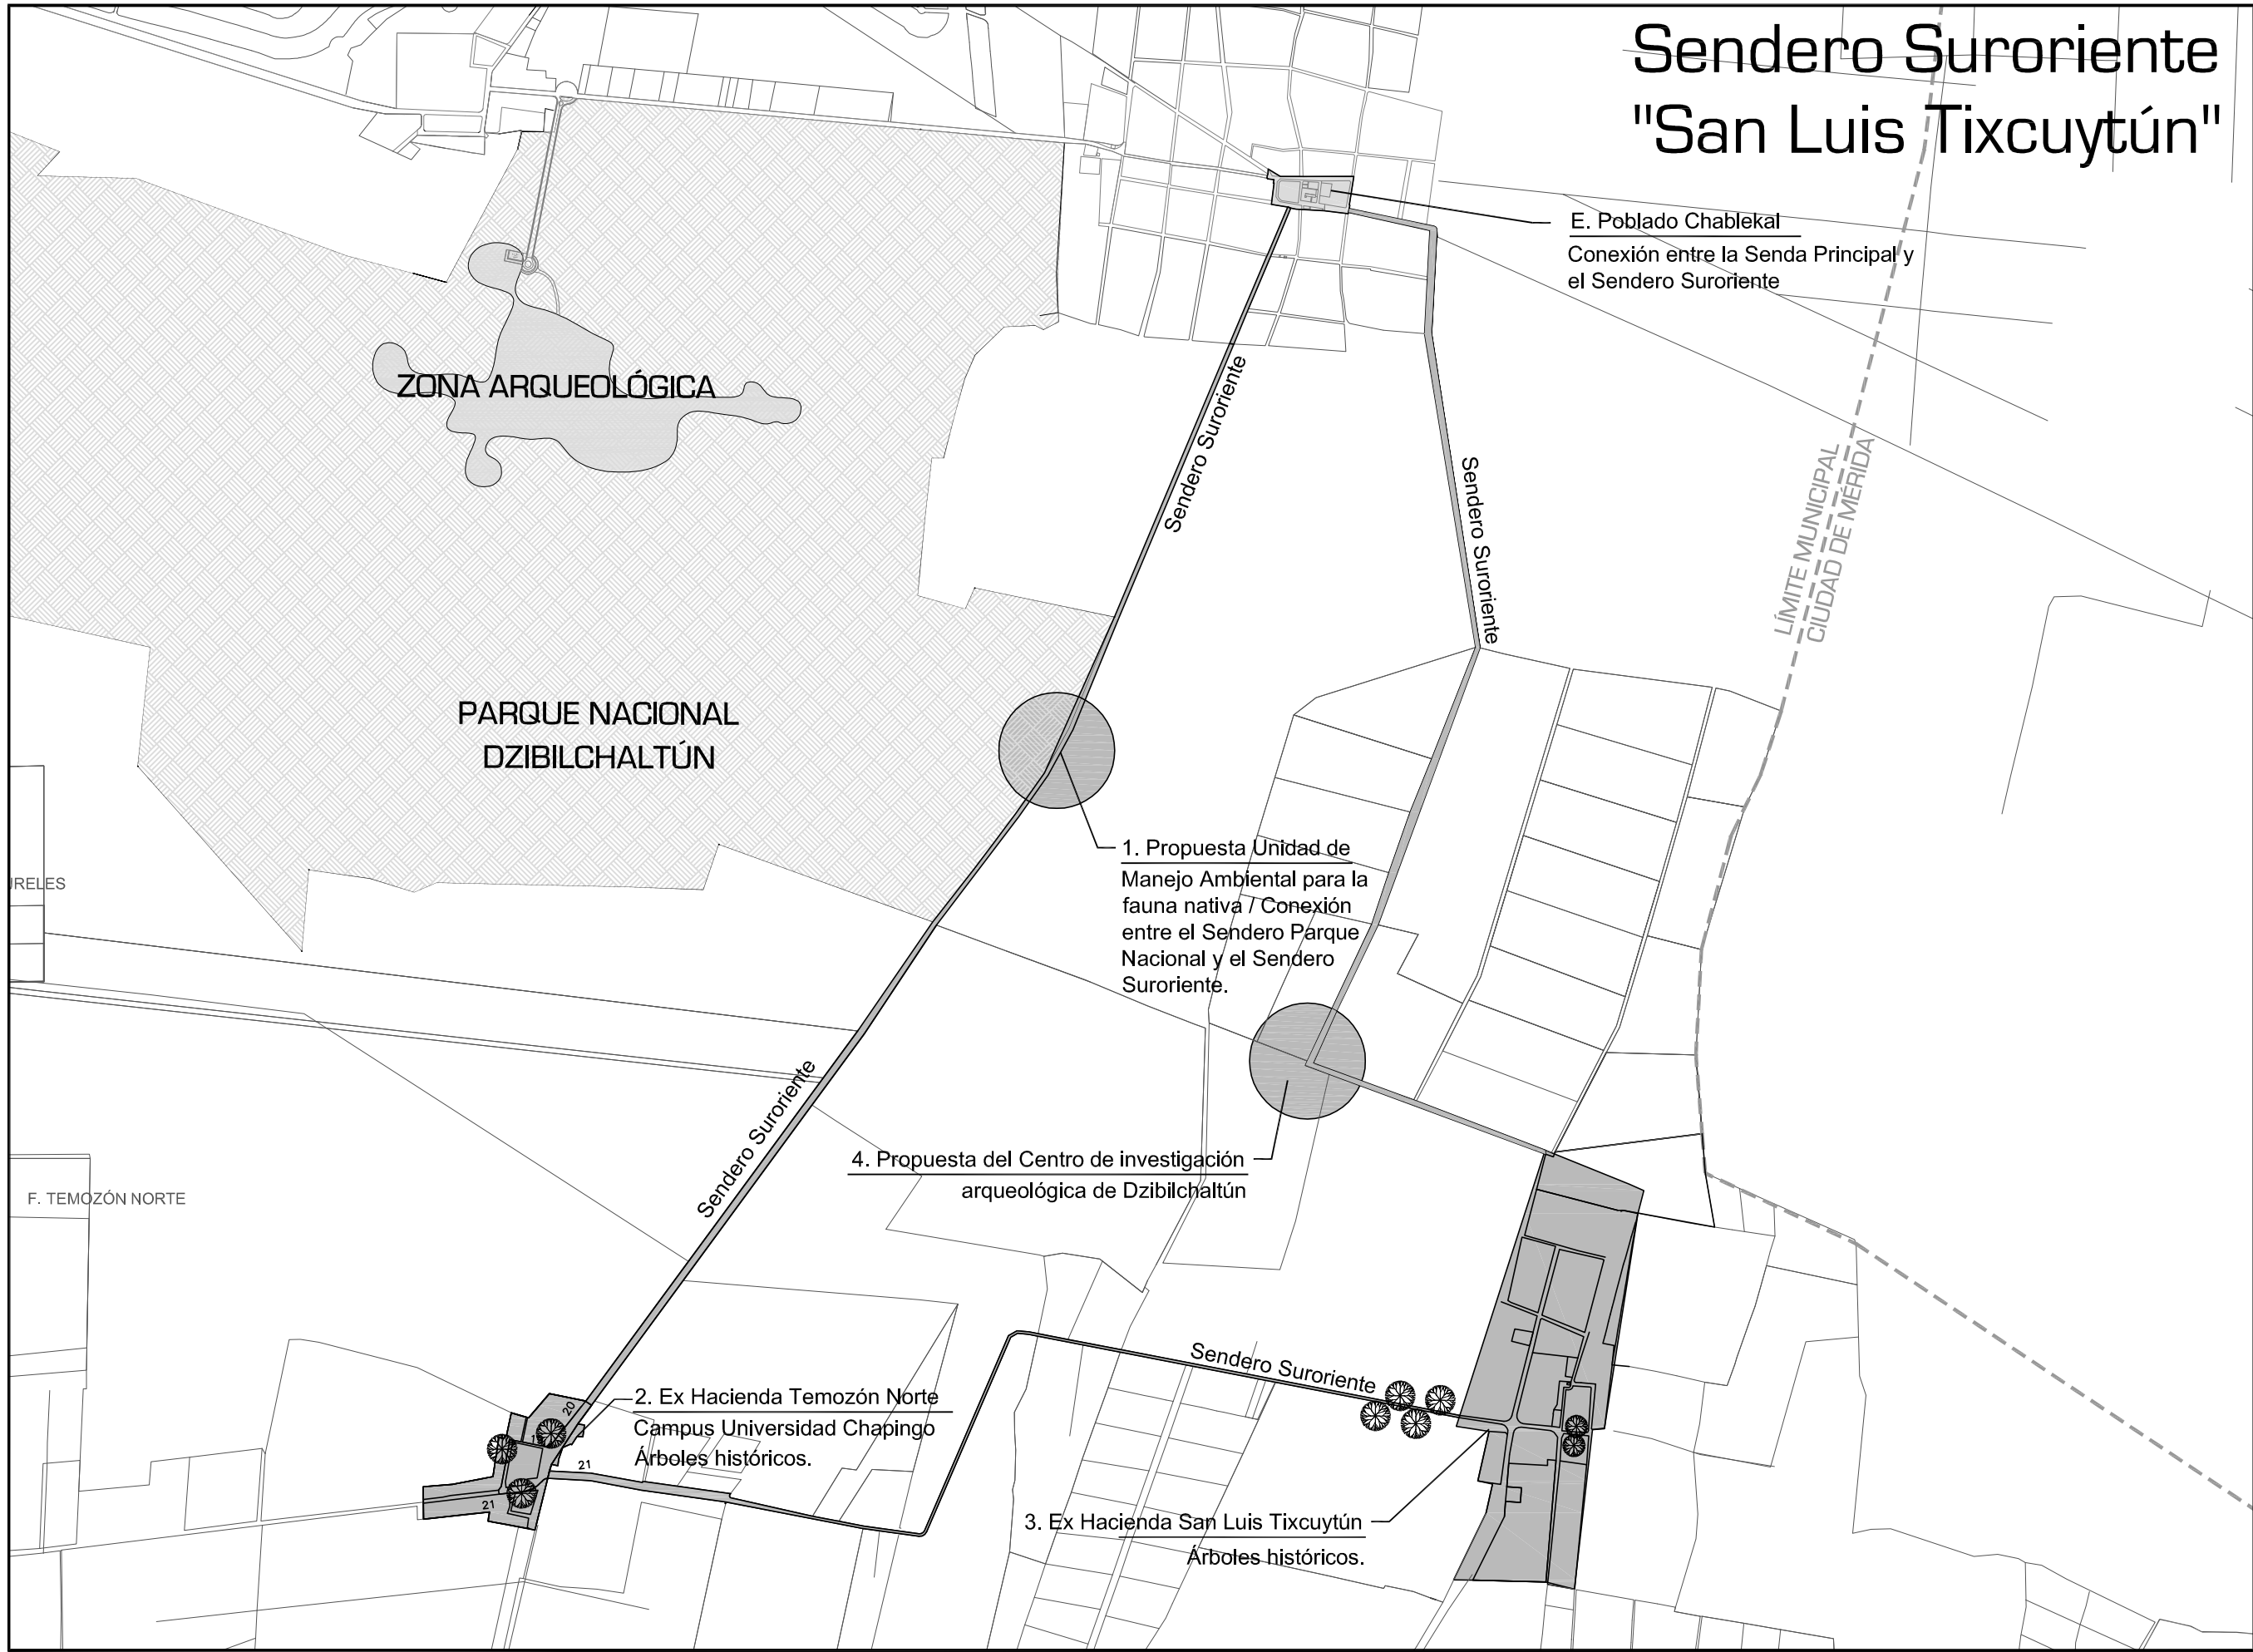 Sendero Suroriente
"San Luis Tixcuytún"
E. Poblado Chablekal
Conexión entre la Senda Principal y
el Sendero Suroriente
ZONA ARQUEOLÓGICA
Sendero Suroriente
Sendero Suroriente
LÍMITE MUNICIPAL
CIUDAD DE MÉRIDA
PARQUE NACIONAL
DZIBILCHALTÚN
1. Propuesta Unidad de
Manejo Ambiental para la
fauna nativa / Conexión
entre el Sendero Parque
Nacional y el Sendero
Suroriente.
RELES
Sendero Suroriente
4. Propuesta del Centro de investigación
arqueológica de Dzibilchaltún
F. TEMOZÓN NORTE
Sendero Suroriente
2. Ex Hacienda Temozón Norte
Campus Universidad Chapingo
Árboles históricos.
20
21
21
3. Ex Hacienda San Luis Tixcuytún
Árboles históricos.